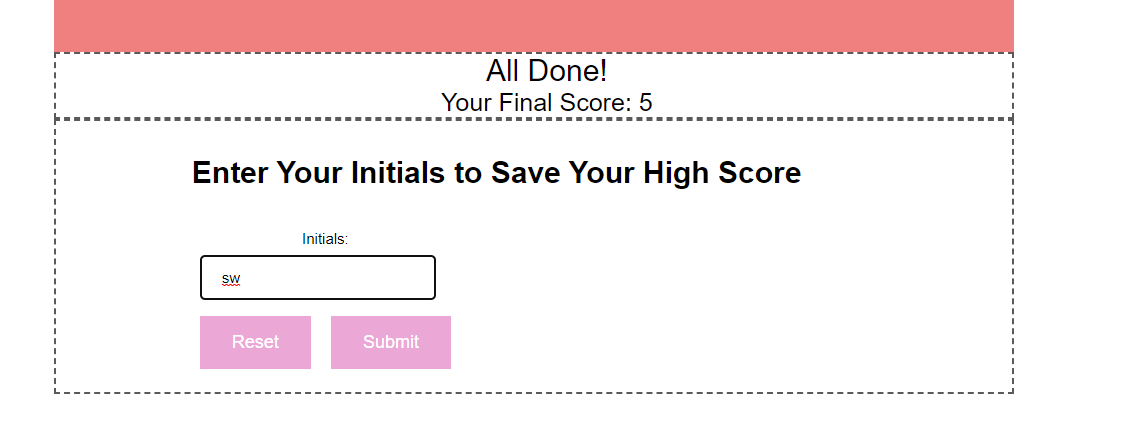 All Done!
Your Final Score: 5
Enter Your Initials to Save Your High Score
Initials:
sw
Reset Submit